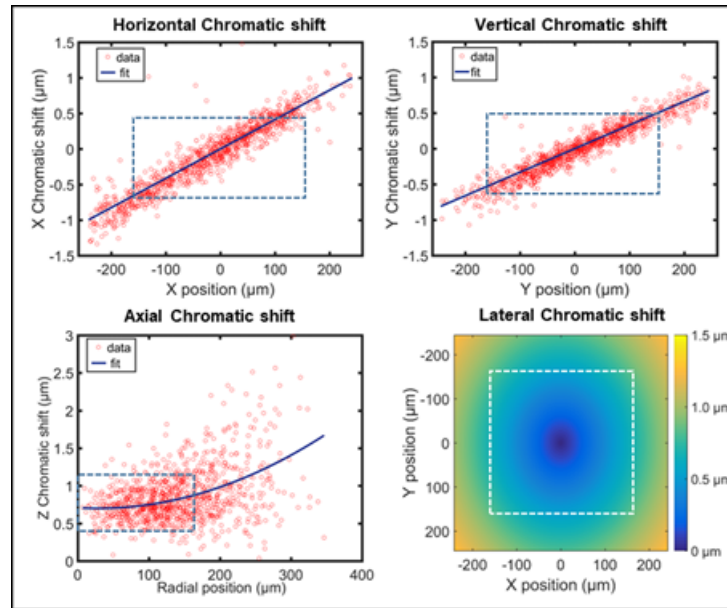 Horizontal Chromatic shift
1.5
1
0.5
0
-0.5
-1
-1.5
X Chromatic shift (µm)
data
fit
-200 -100 0 100 200
X position (µm)
Vertical Chromatic shift
1.5
1
0.5
0
-0.5
-1
-1.5
Y Chromatic shift (µm)
data
fit
-200 -100 0 100 200
Y position (µm)
Axial Chromatic shift
3
2.5
2
1.5
1
0.5
0
Z Chromatic shift (µm)
data
fit
0 100 200 300 400
Radial position (µm)
Lateral Chromatic shift
-200
-100
0
100
200
Y position (µm)
-200 -100 0 100 200
X position (µm)
1.5 µm
1 µm
0.5 µm
0 µm